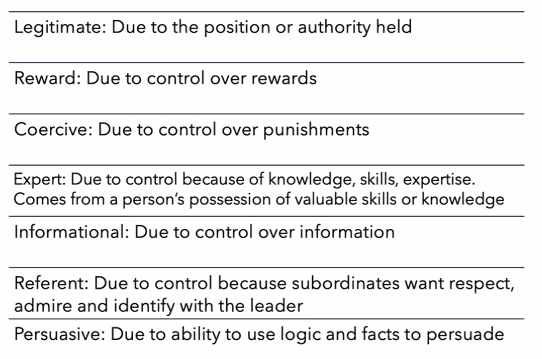 Legitimate: Due to the position or authority held
Reward: Due to control over rewards
Coercive: Due to control over punishments
Expert: Due to control because of knowledge, skills, expertise.
Comes from a person's possession of valuable skills or knowledge
Informational: Due to control over information
Referent: Due to control because subordinates want respect,
admire and identify with the leader
Persuasive: Due to ability to use logic and facts to persuade